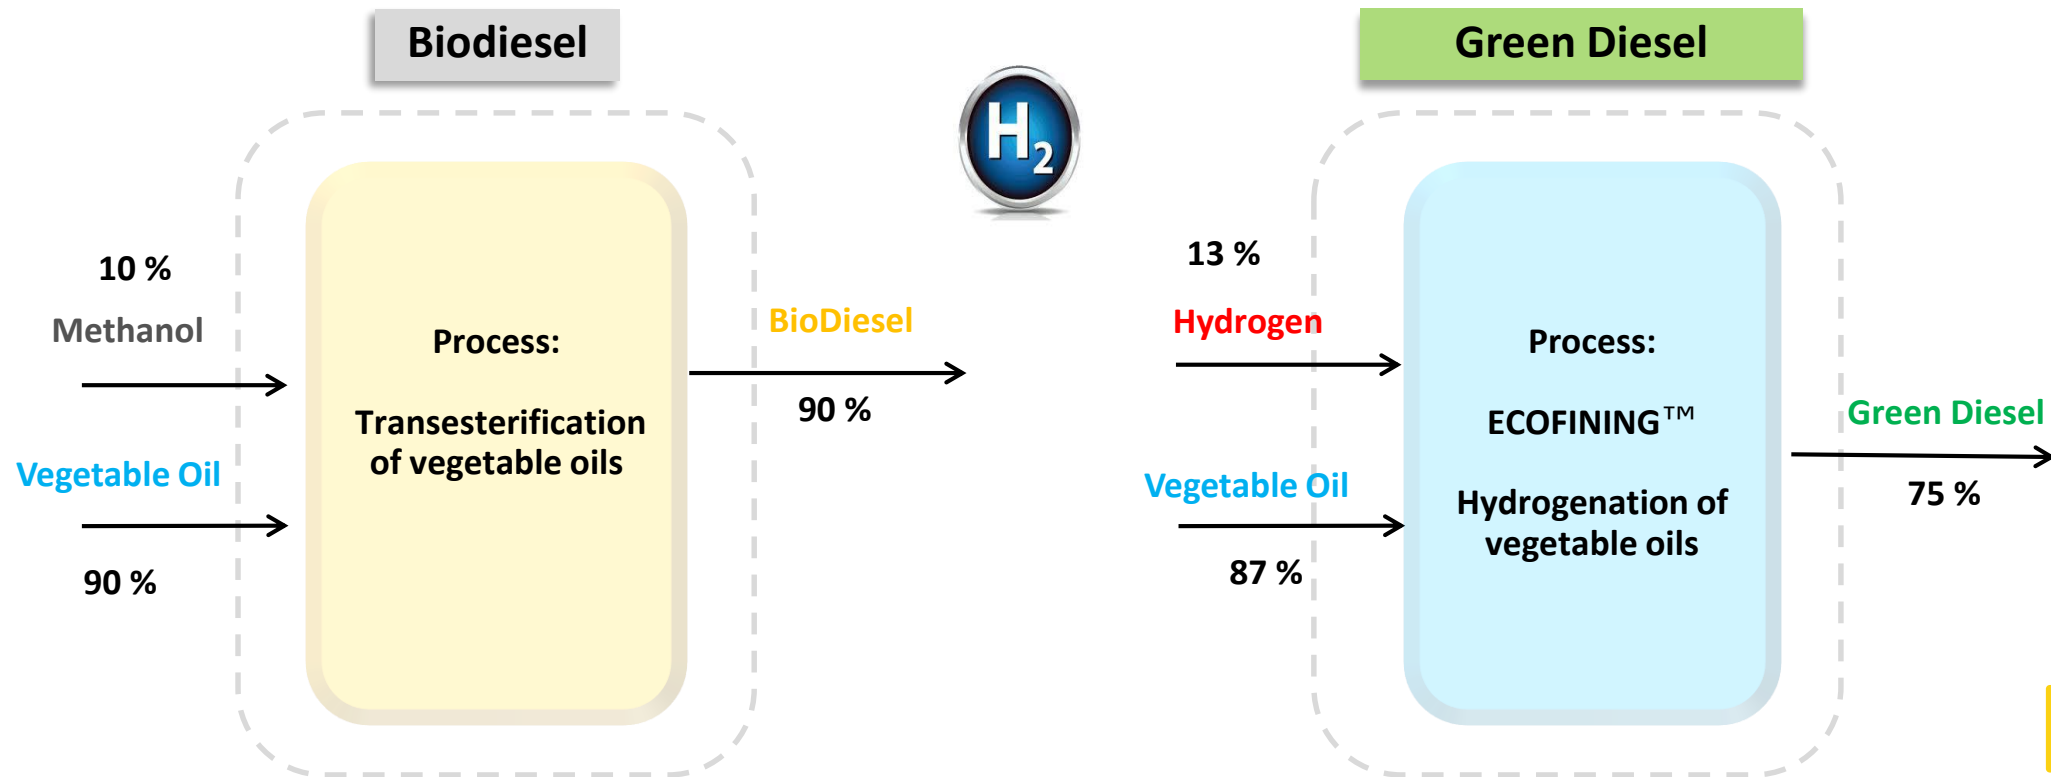 Biodiesel
10 %
Methanol
Vegetable Oil
90 %
Process:
Transesterification
of vegetable oils
BioDiesel
90 %
H2
Green Diesel
13 %
Hydrogen
Vegetable Oil
87 %
Process:
ECOFINING™
Hydrogenation of
vegetable oils
Green Diesel
75 %